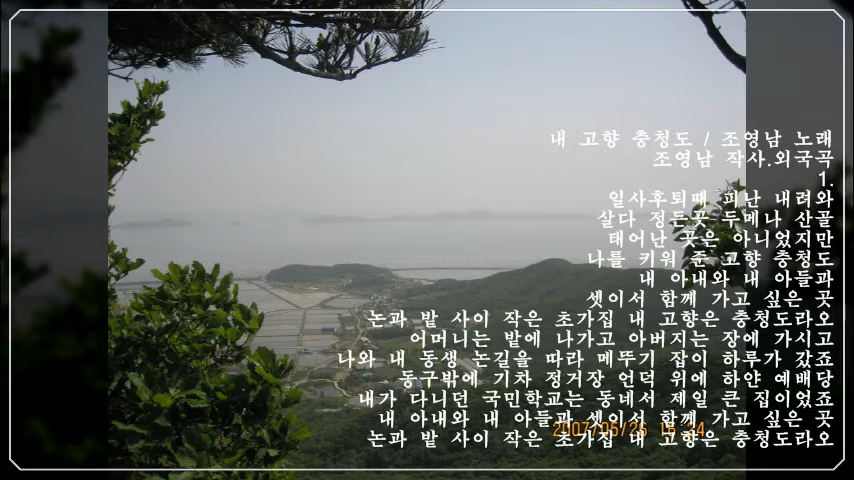 내 고향 충청도 / 조영남 노래
조영남 작사.외국곡
1.
일사후퇴때 피난 내려와
살다 정든곳 두메나 산골
태어난 곳은 아니었지만
나를 키워 준 고향 충청도
내 아내와 내 아들과
셋이서 함께 가고 싶은 곳
논과 밭 사이 작은 초가집 내 고향은 충청도라오
어머니는 밭에 나가고 아버지는 장에 가시고
나와 내 동생 논길을 따라 메뚜기 잡이 하루가 갔죠
동구밖에 기차 정거장 언덕 위에 하얀 예배당
내가 다니던 국민학교는 동네서 제일 큰 집이었죠
내 아내와 내 아들과 셋이서 함께 가고 싶은 곳
2007/05/26
논과 밭 사이 작은 초가집 내 고향은 충청도라오